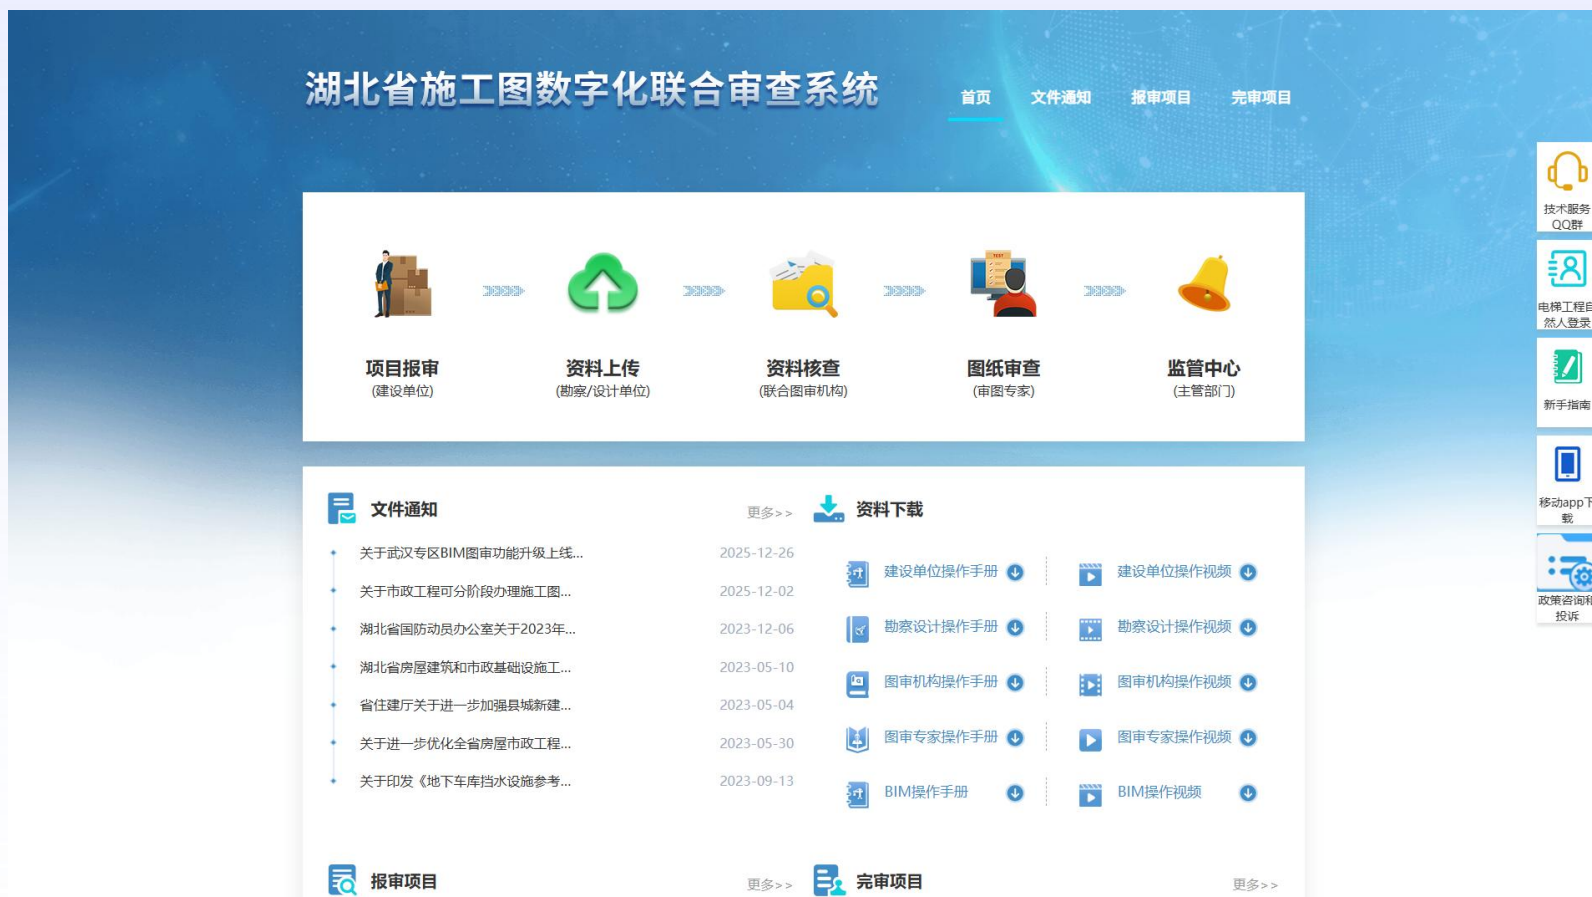 湖北省施工图数字化联合审查系统
首页 文件通知 报审项目 完审项目
项目报审
(建设单位)
资料上传
(勘察/设计单位)
资料核查
(联合图审机构)
图纸审查
(审图专家)
监管中心
(主管部门)
技术服务
QQ群
电梯工程自
然人登录
新手指南
移动app下
载
政策咨询和
投诉
文件通知 更多>>
关于武汉专区BIM图审功能升级上线... 2025-12-26
关于市政工程可分阶段办理施工图... 2025-12-02
湖北省国防动员办公室关于2023年... 2023-12-06
湖北省房屋建筑和市政基础设施工... 2023-05-10
省住建厅关于进一步加强县城新建... 2023-05-04
关于进一步优化全省房屋市政工程... 2023-05-30
关于印发《地下车库挡水设施参考... 2023-09-13
资料下载
建设单位操作手册 建设单位操作视频
勘察设计操作手册 勘察设计操作视频
图审机构操作手册 图审机构操作视频
图审专家操作手册 图审专家操作视频
BIM操作手册 BIM操作视频
报审项目 更多>>
完审项目 更多>>